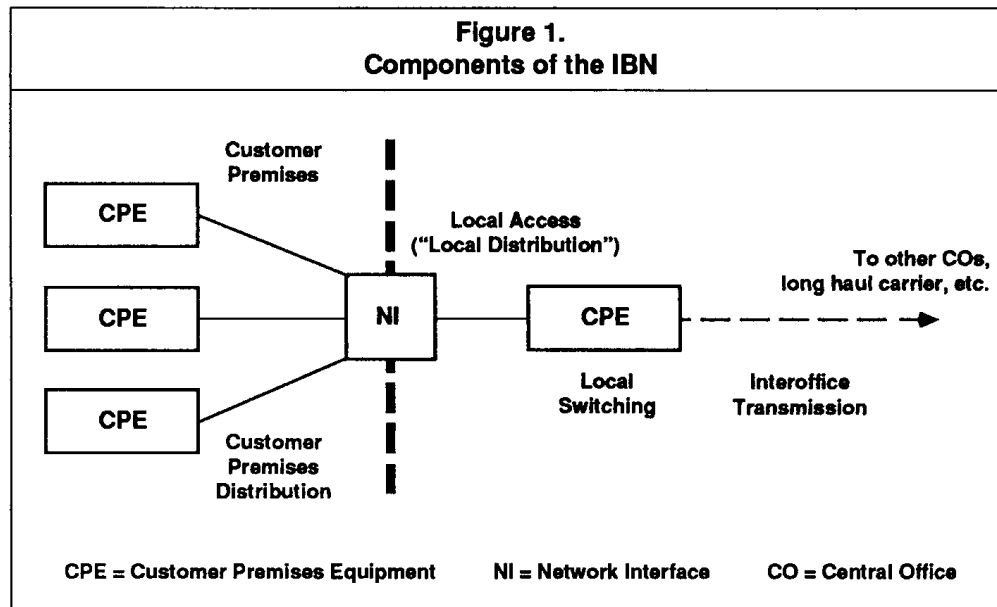 Figure 1.
Components of the IBN
Customer
Premises
CPE
Local Access
("Local Distribution")
To other COs,
long haul carrier, etc.
CPE
NI
CPE
Local
Switching
Interoffice
Transmission
CPE
Customer
Premises
Distribution
CPE = Customer Premises Equipment
NI = Network Interface
CO = Central Office